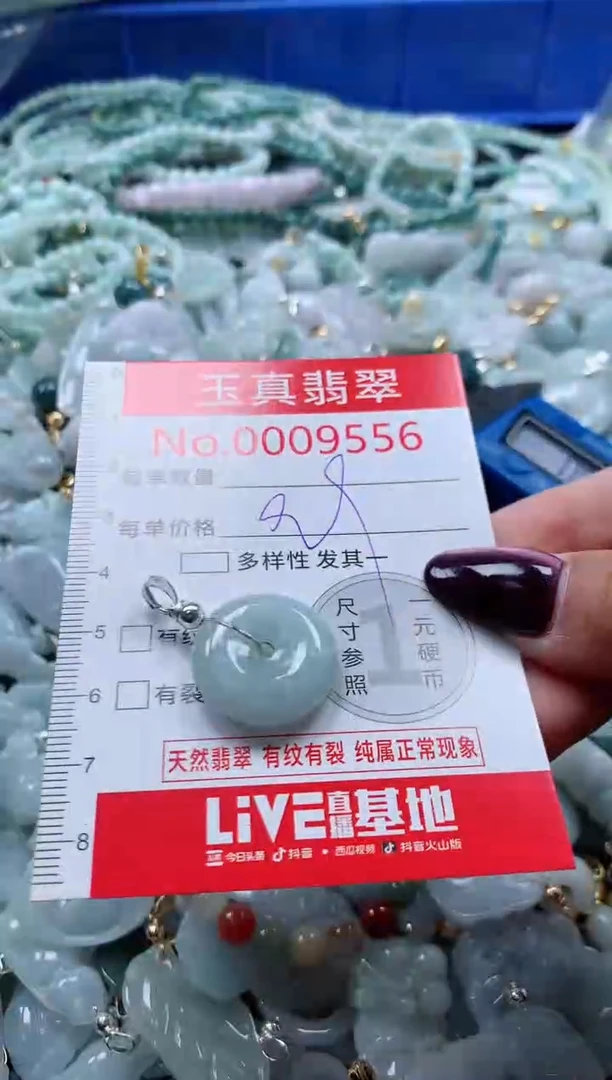 玉真翡翠
No.0009556
每单数量
每单价格
多样性 发其一
4
5
有纹
尺寸参照
1
一元硬币
6
有裂
天然翡翠 有纹有裂 纯属正常现象
7
LiVE直播基地
8
今日头条 抖音 • 西瓜视频 抖音火山版